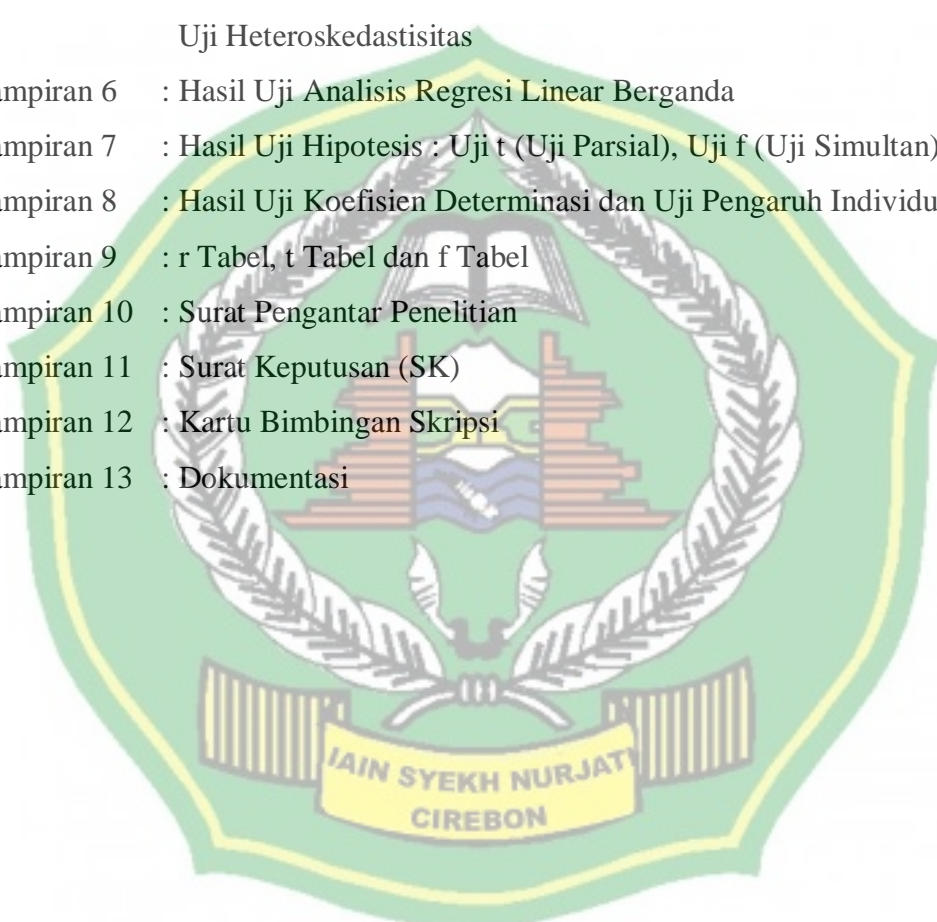 Uji Heteroskedastisitas
ampiran 6 : Hasil Uji Analisis Regresi Linear Berganda
ampiran 7 : Hasil Uji Hipotesis : Uji t (Uji Parsial), Uji f (Uji Simultan)
ampiran 8 : Hasil Uji Koefisien Determinasi dan Uji Pengaruh Individu
ampiran 9 : r Tabel, t Tabel dan f Tabel
ampiran 10 : Surat Pengantar Penelitian
ampiran 11 : Surat Keputusan (SK)
ampiran 12 : Kartu Bimbingan Skripsi
ampiran 13 : Dokumentasi
IAIN SYEKH NURJATI
CIREBON